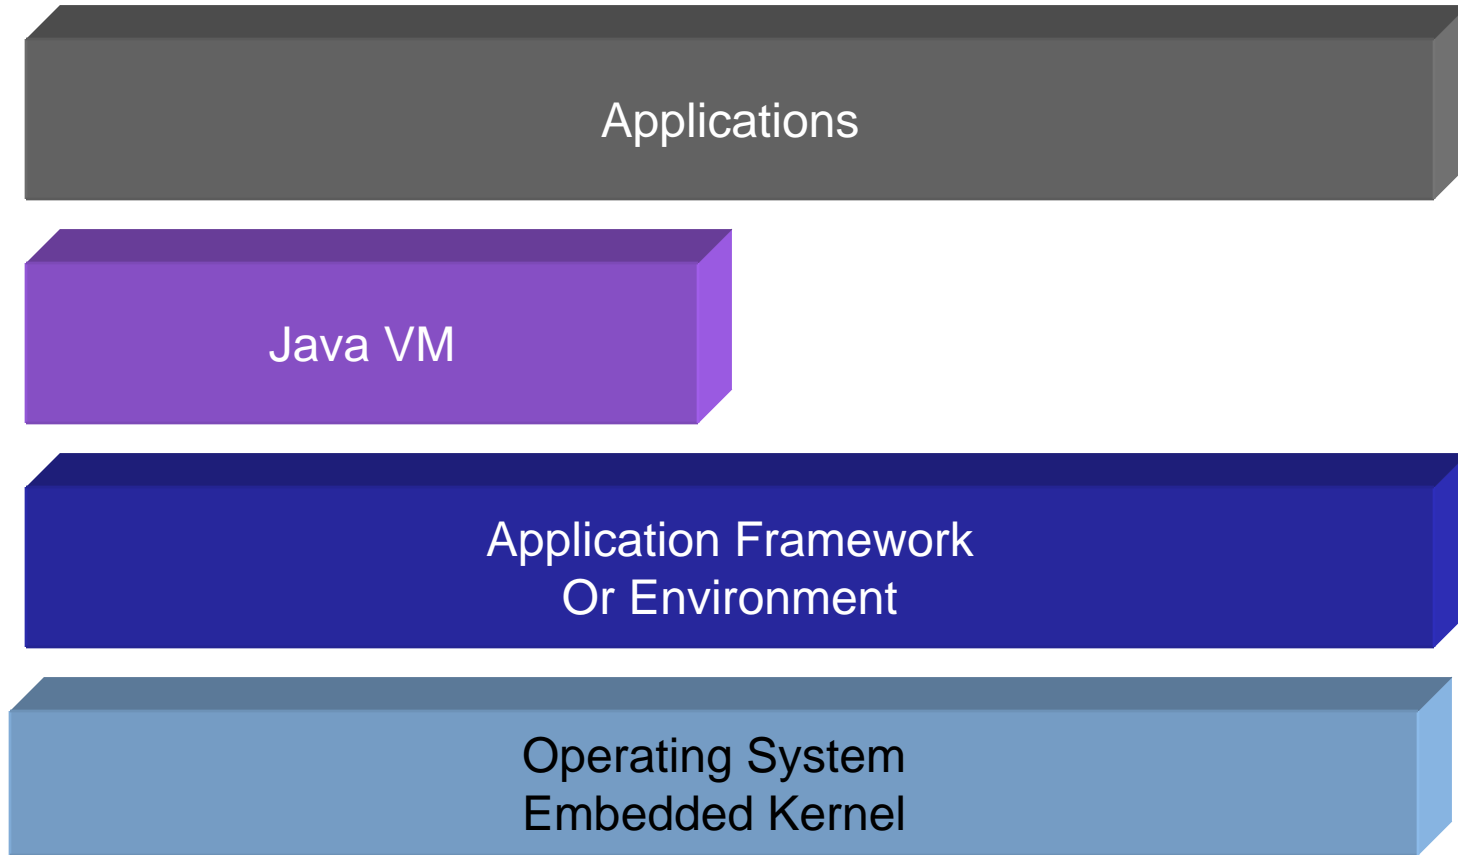 Applications
Java VM
Application Framework
Or Environment
Operating System
Embedded Kernel